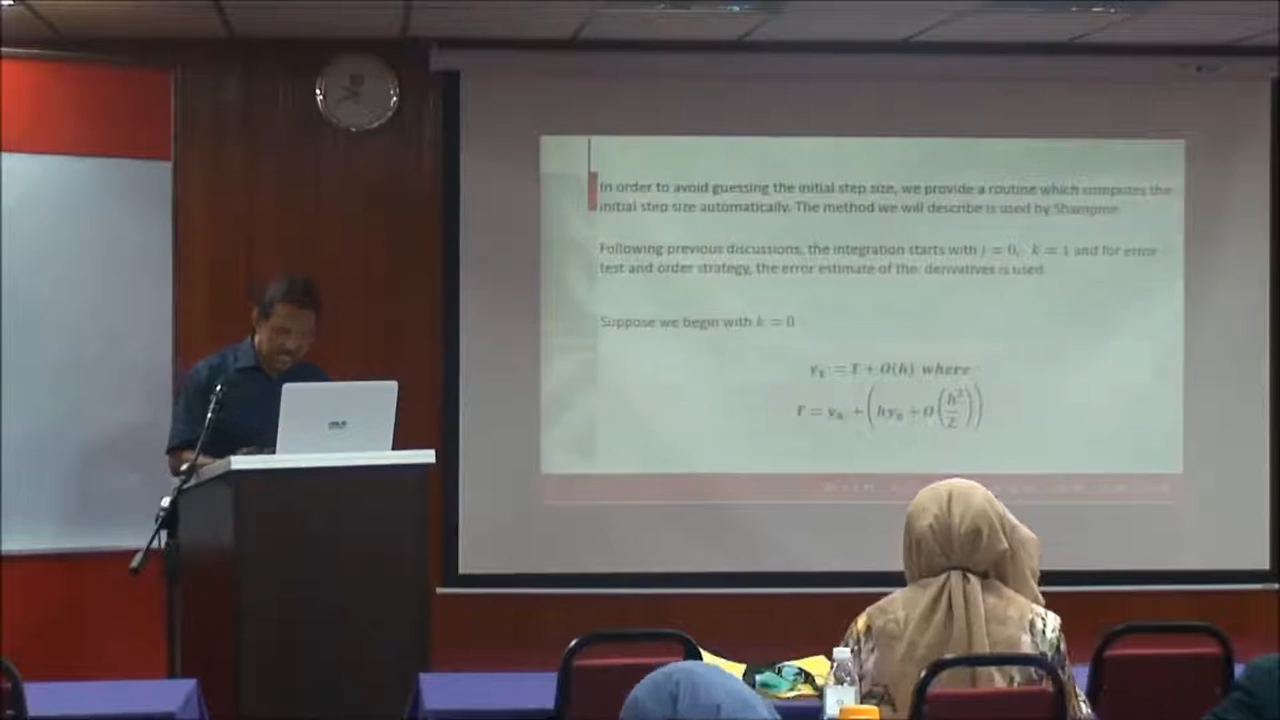 In order to avoid guessing the initial step size, we provide a routine which computes the
initial step size automatically. The method we will describe is used by Shampine
Following previous discussions, the integration starts with j = 0, k = 1 and for error
test and order strategy, the error estimate of the derivatives is used
Suppose we begin with k = 0
y₁ = T + O(h) where
T = y₀ + (hy₀ + O(h²/2))